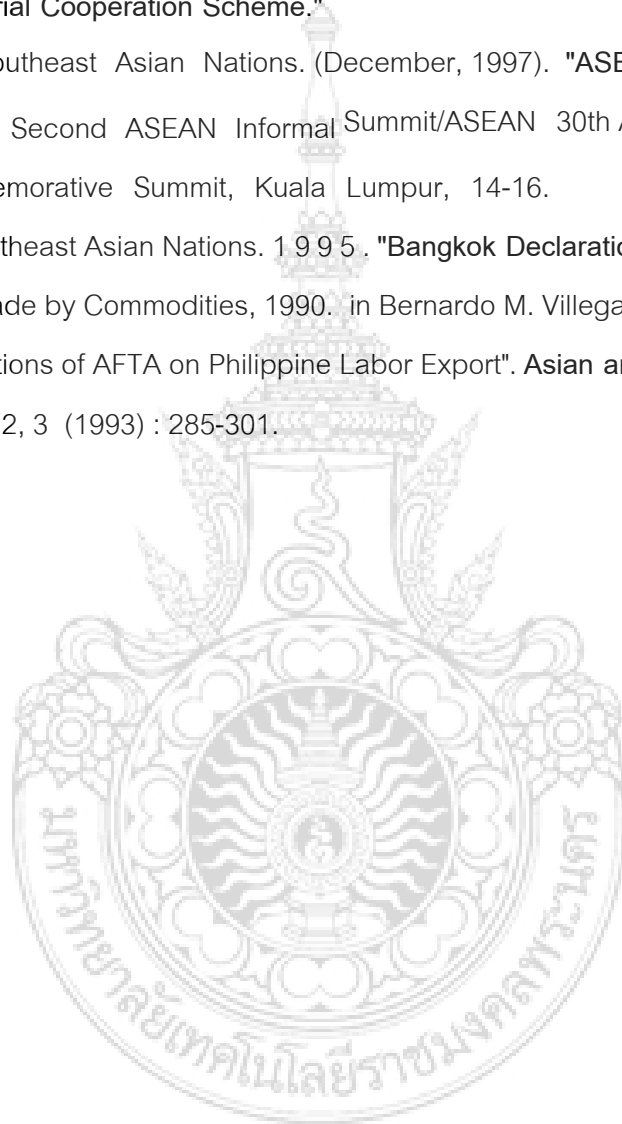 rial Cooperation Scheme."
outheast Asian Nations. (December, 1997). "ASE
Second ASEAN Informal Summit/ASEAN 30th A
emorative Summit, Kuala Lumpur, 14-16.
theast Asian Nations. 1 9 9 5 . "Bangkok Declaratio
ade by Commodities, 1990. in Bernardo M. Villega
tions of AFTA on Philippine Labor Export". Asian ar
2, 3 (1993) : 285-301.
มหาวิทยาลัยเทคโนโลยีราชมงคลพระนคร